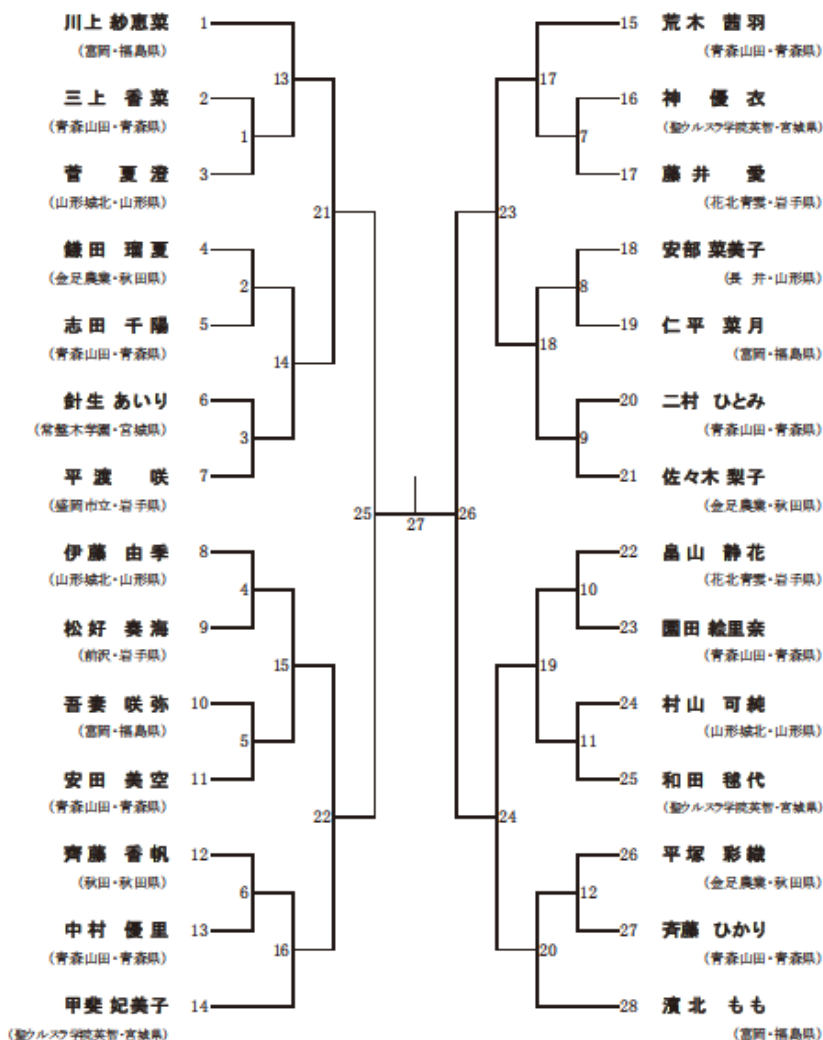 川上 紗恵菜 1
(富岡・福島県)
三上 香菜 2
(青森山田・青森県)
菅 夏澄 3
(山形城北・山形県)
鎌田 瑠夏 4
(金足農業・秋田県)
志田 千陽 5
(青森山田・青森県)
針生 あいり 6
(常盤木学園・宮城県)
平渡 咲 7
(盛岡市立・岩手県)
伊藤 由季 8
(山形城北・山形県)
松好 奏海 9
(前沢・岩手県)
吾妻 咲弥 10
(富岡・福島県)
安田 美空 11
(青森山田・青森県)
齊藤 香帆 12
(秋田・秋田県)
中村 優里 13
(青森山田・青森県)
甲斐 妃美子 14
(聖ウルスラ学院英智・宮城県)
13
1
21
2
14
3
25
4
15
5
22
6
16
27
17
7
23
8
18
9
26
10
19
11
24
12
20
15 荒木 茜羽
(青森山田・青森県)
16 神 優衣
(聖ウルスラ学院英智・宮城県)
17 藤井 愛
(花北青雲・岩手県)
18 安部 菜美子
(長井・山形県)
19 仁平 菜月
(富岡・福島県)
20 二村 ひとみ
(青森山田・青森県)
21 佐々木 梨子
(金足農業・秋田県)
22 畠山 静花
(花北青雲・岩手県)
23 園田 絵里奈
(青森山田・青森県)
24 村山 可純
(山形城北・山形県)
25 和田 毬代
(聖ウルスラ学院英智・宮城県)
26 平塚 彩織
(金足農業・秋田県)
27 斉藤 ひかり
(青森山田・青森県)
28 濱北 もも
(富岡・福島県)